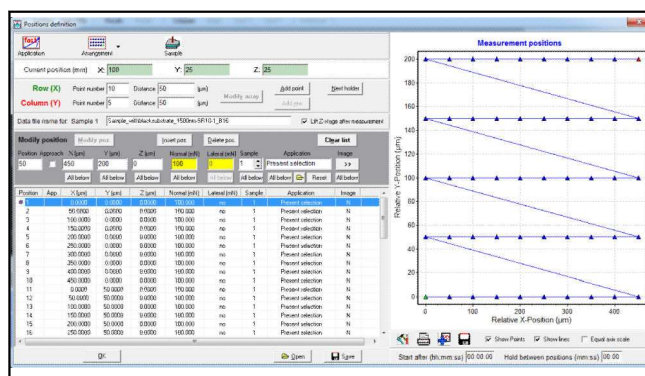 Positions definition
Application
Arrangement
Sample
Current position (mm) X: 100 Y: 25 Z: 25
Row (X) Point number 10 Distance 50 (µm) Modify array Add point Next holder
Column (Y) Point number 5 Distance 50 (µm)
Data file name for Sample 1
Lift Z stage after measurement
Modify position Modify pos. Insert pos. Delete pos. Clear list
Position Approach X (µm) Y (µm) Z (µm) Normal (mN) Lateral (mN) Sample Application Image
50 450 200 0 100 0 1 Present selection >>
All below All below All below All below All below All below All below Reset All below
Position App. X (µm) Y (µm) Z (µm) Normal (mN) Lateral (mN) Sample Application Image
# 1 0.0000 0.0000 0.0000 100.000 no 1 Present selection N
2 50.0000 0.0000 0.0000 100.000 no 1 Present selection N
3 100.0000 0.0000 0.0000 100.000 no 1 Present selection N
4 150.0000 0.0000 0.0000 100.000 no 1 Present selection N
5 200.0000 0.0000 0.0000 100.000 no 1 Present selection N
6 250.0000 0.0000 0.0000 100.000 no 1 Present selection N
7 300.0000 0.0000 0.0000 100.000 no 1 Present selection N
8 350.0000 0.0000 0.0000 100.000 no 1 Present selection N
9 400.0000 0.0000 0.0000 100.000 no 1 Present selection N
10 450.0000 0.0000 0.0000 100.000 no 1 Present selection N
11 0.0000 50.0000 0.0000 100.000 no 1 Present selection N
12 50.0000 50.0000 0.0000 100.000 no 1 Present selection N
13 100.0000 50.0000 0.0000 100.000 no 1 Present selection N
14 150.0000 50.0000 0.0000 100.000 no 1 Present selection N
15 200.0000 50.0000 0.0000 100.000 no 1 Present selection N
16 250.0000 50.0000 0.0000 100.000 no 1 Present selection N
OK Open Save
Measurement positions
Relative Y-Position (µm)
200
150
100
50
0
0 100 200 300 400
Relative X-Position (µm)
Show Points Show lines Equal axis scale
Start after (hh:mm:ss) 00:00:00 Hold between positions (mm:ss) 00:00